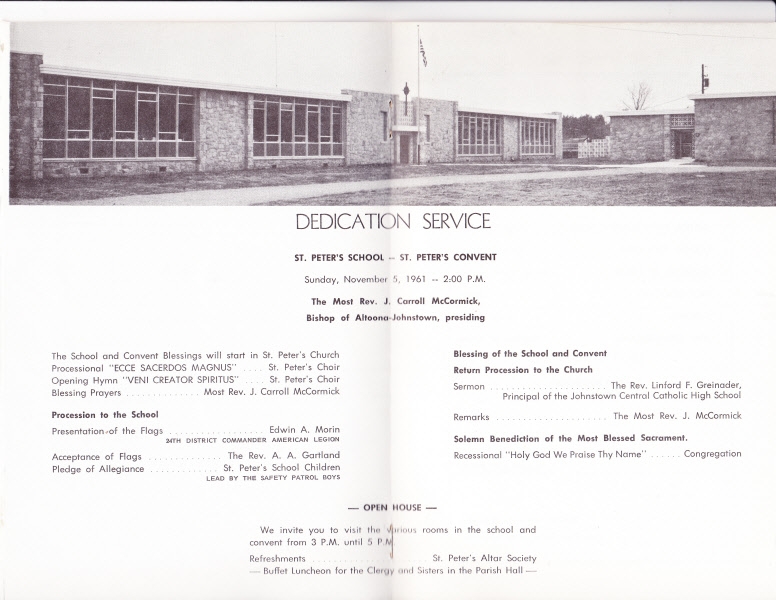 DEDICATION SERVICE
ST. PETER'S SCHOOL -- ST. PETER'S CONVENT
Sunday, November 5, 1961 -- 2:00 P.M.
The Most Rev. J. Carroll McCormick,
Bishop of Altoona-Johnstown, presiding
The School and Convent Blessings will start in St. Peter's Church
Processional "ECCE SACERDOS MAGNUS" .... St. Peter's Choir
Opening Hymn "VENI CREATOR SPIRITUS" .... St. Peter's Choir
Blessing Prayers ............. Most Rev. J. Carroll McCormick
Procession to the School
Presentation of the Flags ................. Edwin A. Morin
24TH DISTRICT COMMANDER AMERICAN LEGION
Acceptance of Flags ............. The Rev. A. A. Gartland
Pledge of Allegiance ............ St. Peter's School Children
LEAD BY THE SAFETY PATROL BOYS
Blessing of the School and Convent
Return Procession to the Church
Sermon ..................... The Rev. Linford F. Greinader,
Principal of the Johnstown Central Catholic High School
Remarks .................... The Most Rev. J. McCormick
Solemn Benediction of the Most Blessed Sacrament.
Recessional "Holy God We Praise Thy Name" ...... Congregation
— OPEN HOUSE —
We invite you to visit the various rooms in the school and
convent from 3 P.M. until 5 P.M.
Refreshments ..................... St. Peter's Altar Society
— Buffet Luncheon for the Clergy and Sisters in the Parish Hall —